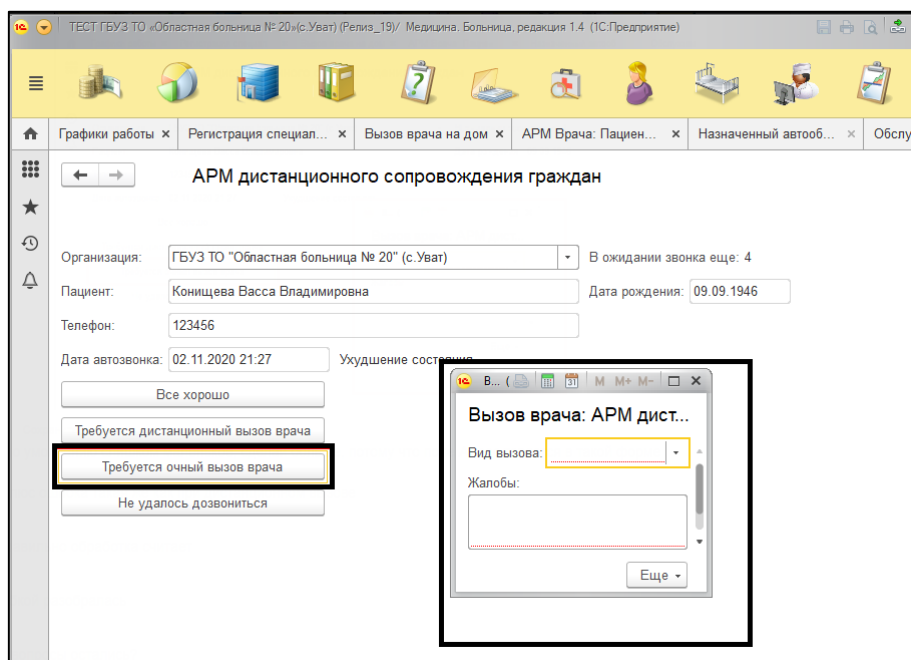 ТЕСТ ГБУЗ ТО «Областная больница № 20»(с.Уват) (Релиз_19)/ Медицина. Больница, редакция 1.4 (1С:Предприятие)
Графики работы × Регистрация специал... × Вызов врача на дом × АРМ Врача: Пациен... × Назначенный автооб... × Обслу
АРМ дистанционного сопровождения граждан
Организация: ГБУЗ ТО "Областная больница № 20" (с.Уват) В ожидании звонка еще: 4
Пациент: Конищева Васса Владимировна Дата рождения: 09.09.1946
Телефон: 123456
Дата автозвонка: 02.11.2020 21:27 Ухудшение состояния
Все хорошо
Требуется дистанционный вызов врача
Требуется очный вызов врача
Не удалось дозвониться
1С В... ( 31 M M+ M-
Вызов врача: АРМ дист...
Вид вызова:
Жалобы:
Еще